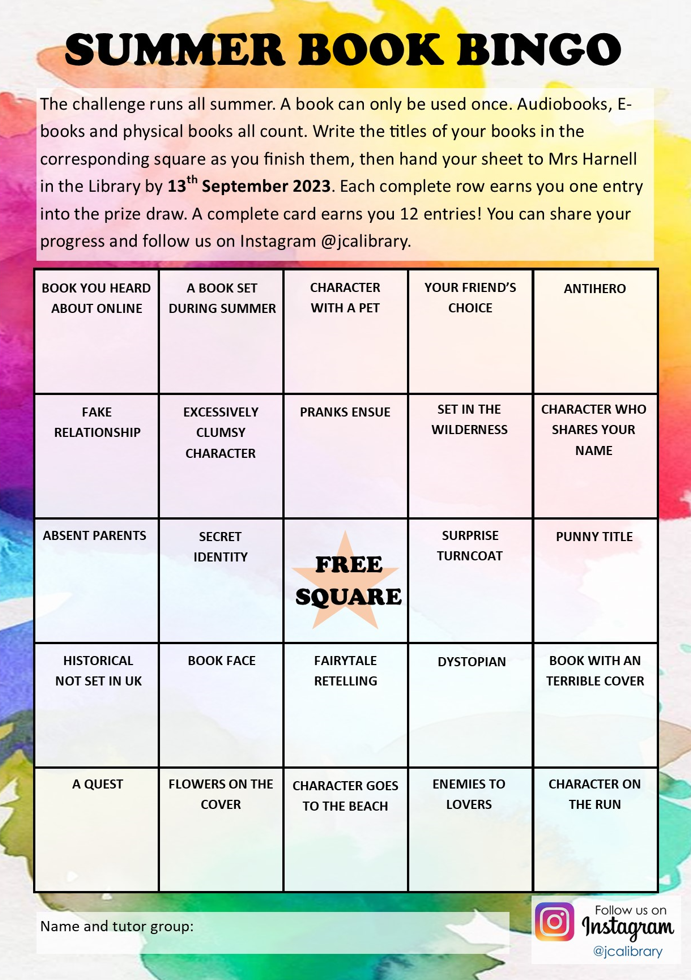 SUMMER BOOK BINGO
The challenge runs all summer. A book can only be used once. Audiobooks, E-
books and physical books all count. Write the titles of your books in the
corresponding square as you finish them, then hand your sheet to Mrs Harnell
in the Library by 13th September 2023. Each complete row earns you one entry
into the prize draw. A complete card earns you 12 entries! You can share your
progress and follow us on Instagram @jcalibrary.
BOOK YOU HEARD
ABOUT ONLINE
A BOOK SET
DURING SUMMER
CHARACTER
WITH A PET
YOUR FRIEND'S
CHOICE
ANTIHERO
FAKE
RELATIONSHIP
EXCESSIVELY
CLUMSY
CHARACTER
PRANKS ENSUE
SET IN THE
WILDERNESS
CHARACTER WHO
SHARES YOUR
NAME
ABSENT PARENTS
SECRET
IDENTITY
FREE
SQUARE
SURPRISE
TURNCOAT
PUNNY TITLE
HISTORICAL
NOT SET IN UK
BOOK FACE
FAIRYTALE
RETELLING
DYSTOPIAN
BOOK WITH AN
TERRIBLE COVER
A QUEST
FLOWERS ON THE
COVER
CHARACTER GOES
TO THE BEACH
ENEMIES TO
LOVERS
CHARACTER ON
THE RUN
Name and tutor group:
Follow us on
Instagram
@jcalibrary